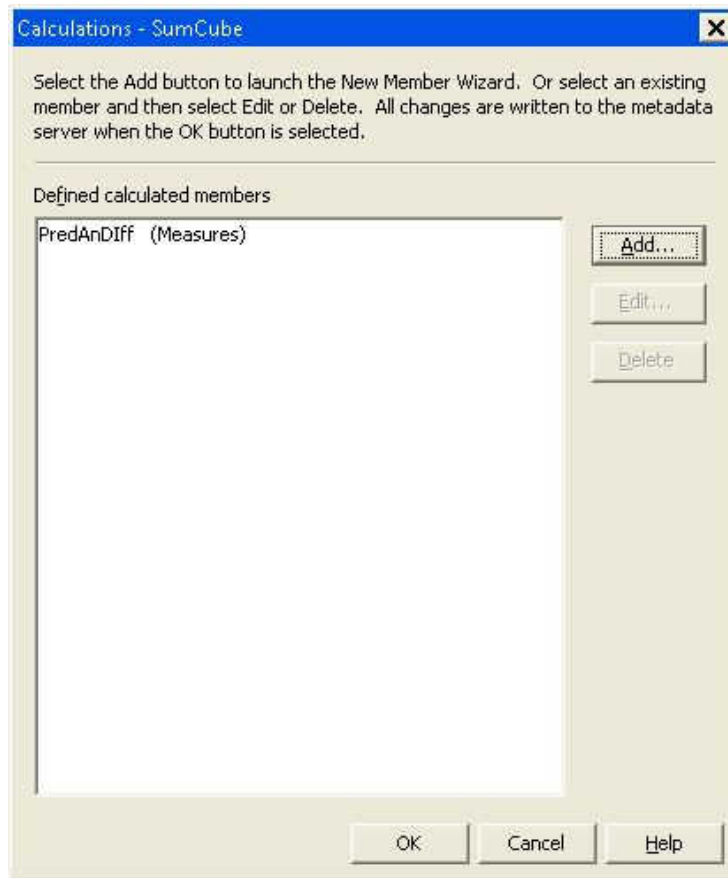 Calculations - SumCube
Select the Add button to launch the New Member Wizard. Or select an existing
member and then select Edit or Delete. All changes are written to the metadata
server when the OK button is selected.
Defined calculated members
PredAnDIff (Measures)
Add...
Edit...
Delete
OK Cancel Help